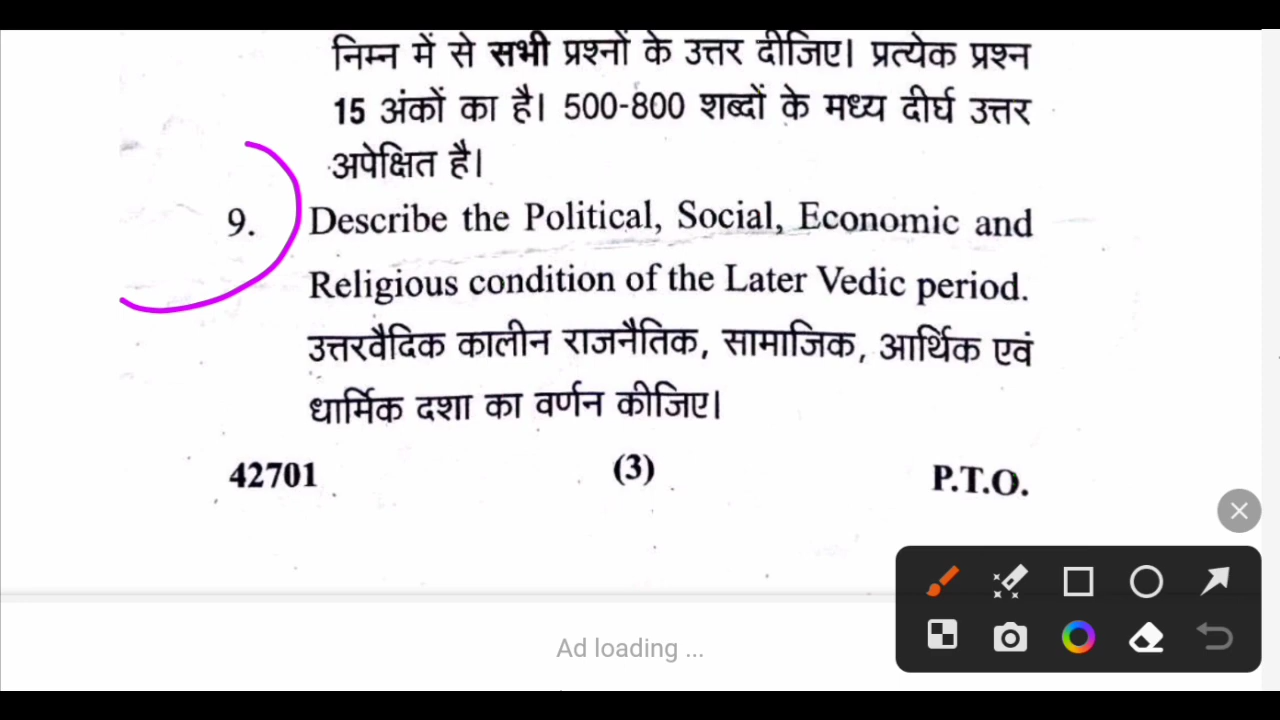 निम्न में से सभी प्रश्नों के उत्तर दीजिए। प्रत्येक प्रश्न
15 अंकों का है। 500-800 शब्दों के मध्य दीर्घ उत्तर
अपेक्षित है।
9. Describe the Political, Social, Economic and
Religious condition of the Later Vedic period.
उत्तरवैदिक कालीन राजनैतिक, सामाजिक, आर्थिक एवं
धार्मिक दशा का वर्णन कीजिए।
42701 (3) P.T.O.
Ad loading ...